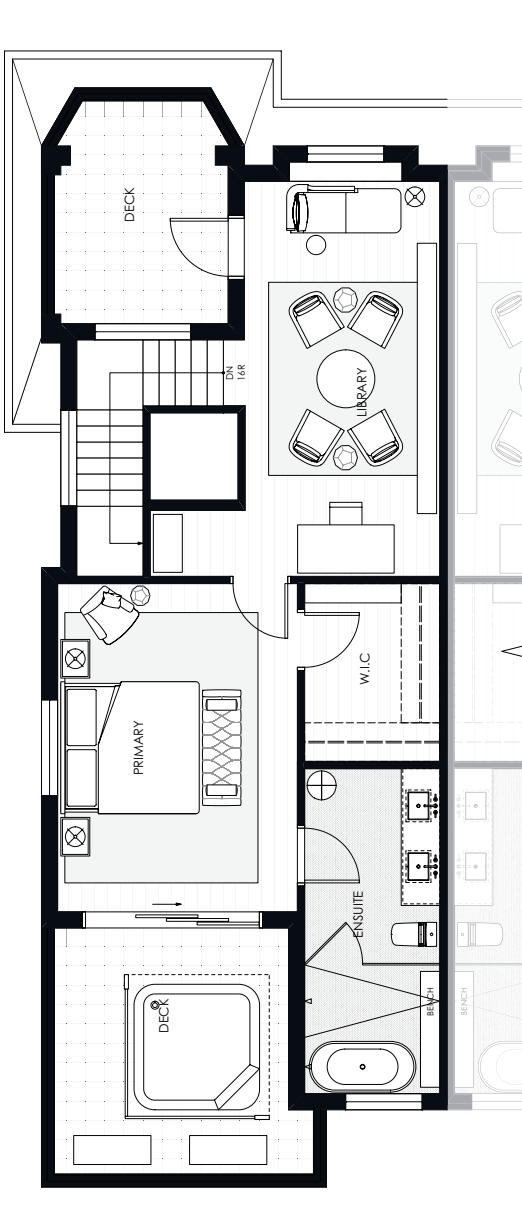 DECK
DN
16R
LIBRARY
W.I.C
PRIMARY
ENSUITE
DECK
BENCH
BENCH